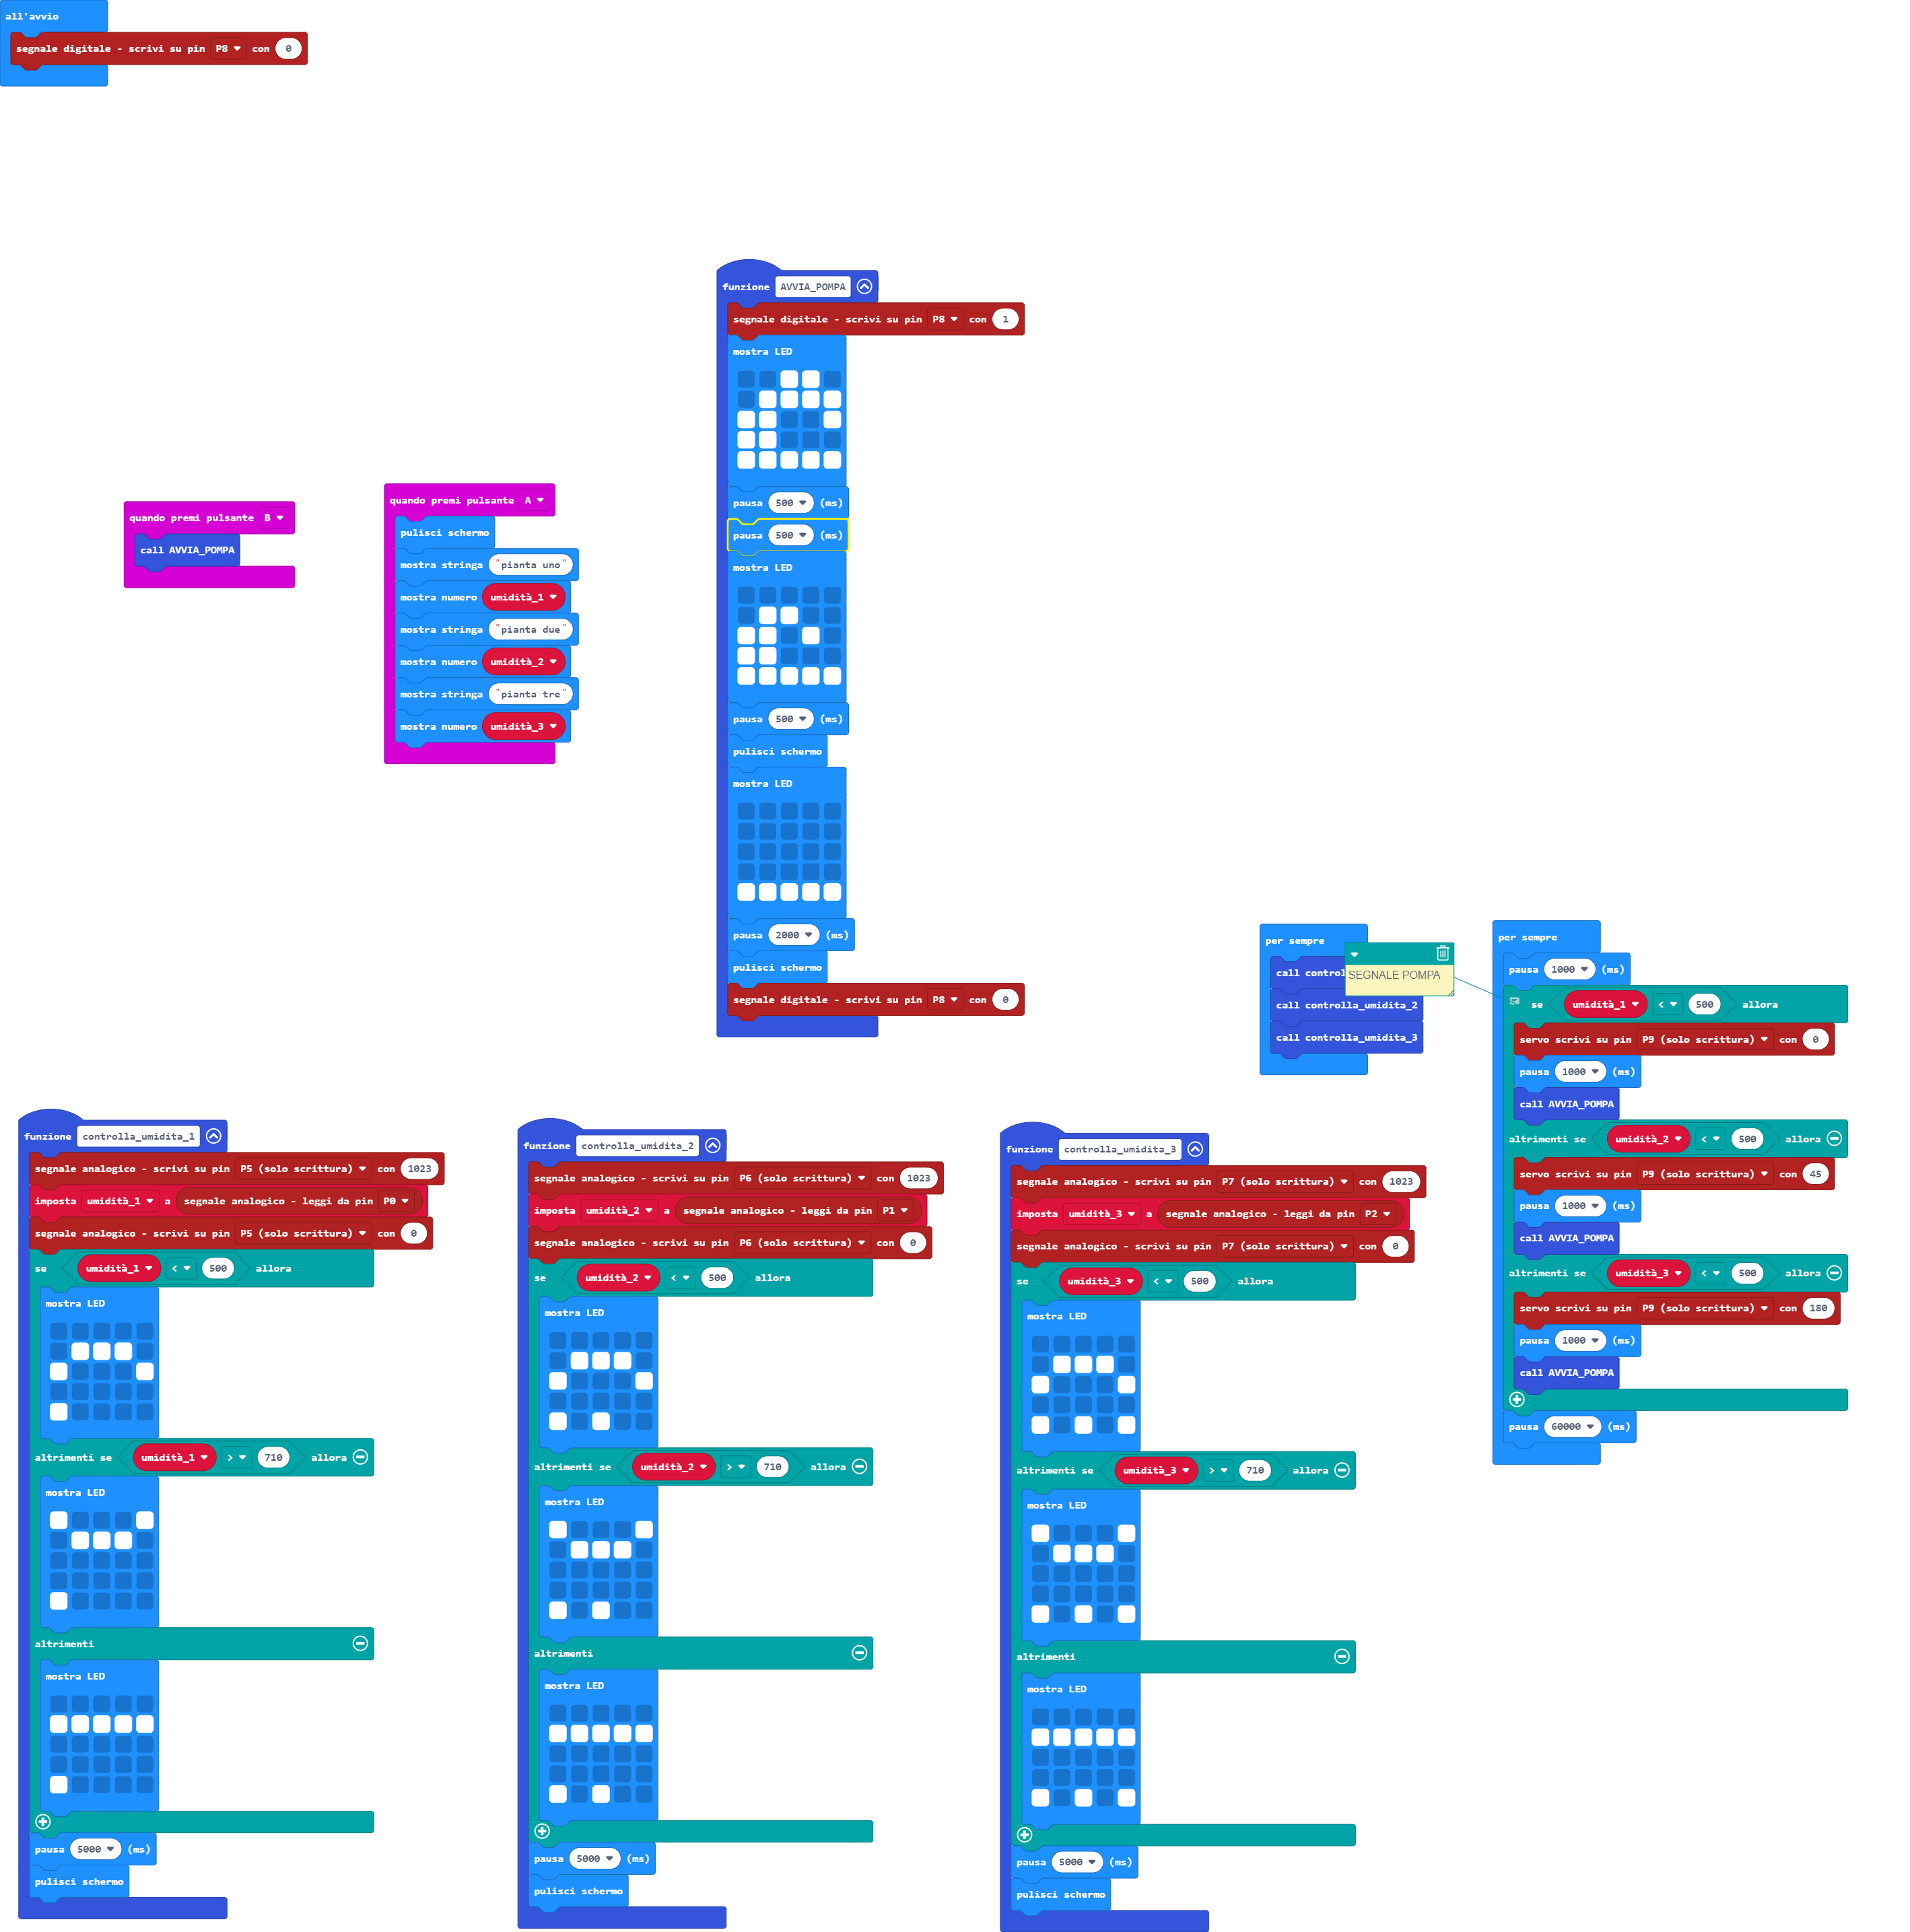 all'avvio
segnale digitale - scrivi su pin P8 con 0
funzione AVVIA_POMPA
segnale digitale - scrivi su pin P8 con 1
mostra LED
pausa 500 (ms)
pausa 500 (ms)
mostra LED
pausa 500 (ms)
pulisci schermo
mostra LED
pausa 2000 (ms)
pulisci schermo
segnale digitale - scrivi su pin P8 con 0
quando premi pulsante B
call AVVIA_POMPA
quando premi pulsante A
pulisci schermo
mostra stringa "pianta uno"
mostra numero umidità_1
mostra stringa "pianta due"
mostra numero umidità_2
mostra stringa "pianta tre"
mostra numero umidità_3
per sempre
call control
call controlla_umidita_2
call controlla_umidita_3
SEGNALE POMPA
per sempre
pausa 1000 (ms)
se umidità_1 < 500 allora
servo scrivi su pin P9 (solo scrittura) con 0
pausa 1000 (ms)
call AVVIA_POMPA
altrimenti se umidità_2 < 500 allora
servo scrivi su pin P9 (solo scrittura) con 45
pausa 1000 (ms)
call AVVIA_POMPA
altrimenti se umidità_3 < 500 allora
servo scrivi su pin P9 (solo scrittura) con 180
pausa 1000 (ms)
call AVVIA_POMPA
pausa 60000 (ms)
funzione controlla_umidita_1
segnale analogico - scrivi su pin P5 (solo scrittura) con 1023
imposta umidità_1 a segnale analogico - leggi da pin P0
segnale analogico - scrivi su pin P5 (solo scrittura) con 0
se umidità_1 < 500 allora
mostra LED
altrimenti se umidità_1 > 710 allora
mostra LED
altrimenti
mostra LED
pausa 5000 (ms)
pulisci schermo
funzione controlla_umidita_2
segnale analogico - scrivi su pin P6 (solo scrittura) con 1023
imposta umidità_2 a segnale analogico - leggi da pin P1
segnale analogico - scrivi su pin P6 (solo scrittura) con 0
se umidità_2 < 500 allora
mostra LED
altrimenti se umidità_2 > 710 allora
mostra LED
altrimenti
mostra LED
pausa 5000 (ms)
pulisci schermo
funzione controlla_umidita_3
segnale analogico - scrivi su pin P7 (solo scrittura) con 1023
imposta umidità_3 a segnale analogico - leggi da pin P2
segnale analogico - scrivi su pin P7 (solo scrittura) con 0
se umidità_3 < 500 allora
mostra LED
altrimenti se umidità_3 > 710 allora
mostra LED
altrimenti
mostra LED
pausa 5000 (ms)
pulisci schermo